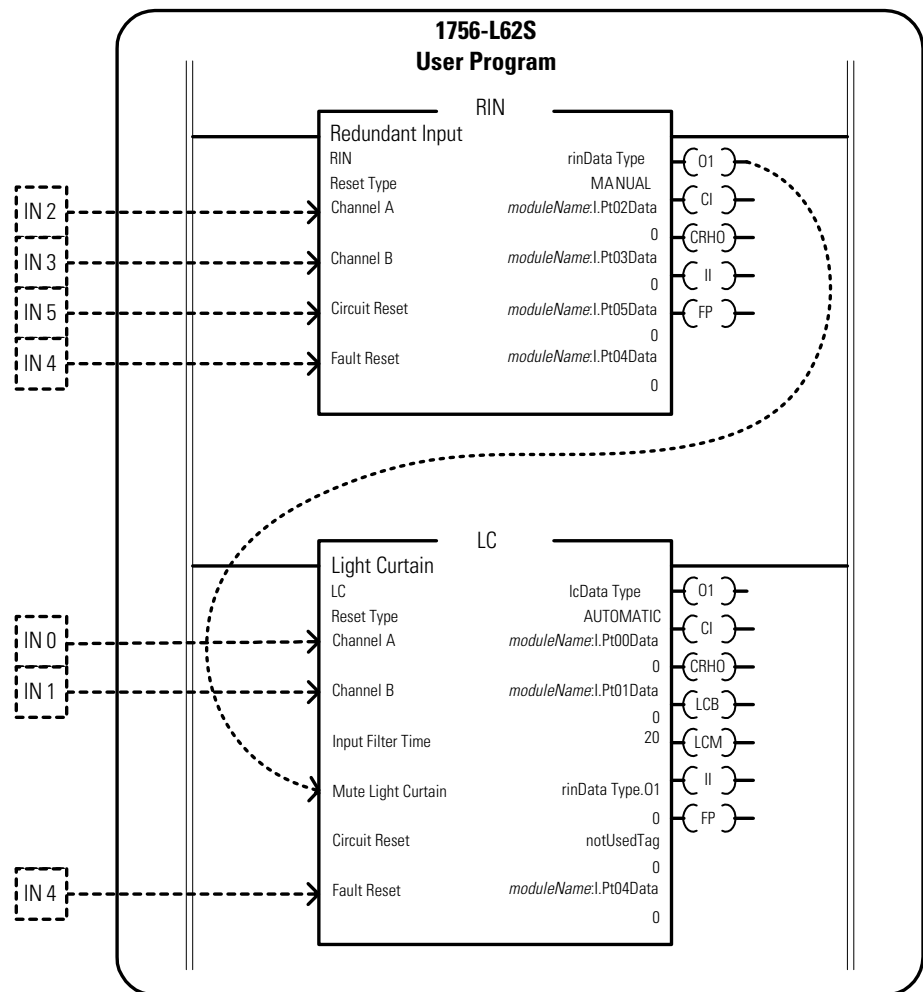 1756-L62S
User Program
RIN
Redundant Input
RIN rinData Type O1
Reset Type MANUAL
IN 2 Channel A moduleName:I.Pt02Data CI
0 CRHO
IN 3 Channel B moduleName:I.Pt03Data
0 II
IN 5 Circuit Reset moduleName:I.Pt05Data FP
0
IN 4 Fault Reset moduleName:I.Pt04Data
0
LC
Light Curtain
LC lcData Type O1
Reset Type AUTOMATIC
IN 0 Channel A moduleName:I.Pt00Data CI
0 CRHO
IN 1 Channel B moduleName:I.Pt01Data
0 LCB
Input Filter Time 20 LCM
Mute Light Curtain rinData Type.O1 II
0 FP
Circuit Reset notUsedTag
0
IN 4 Fault Reset moduleName:I.Pt04Data
0